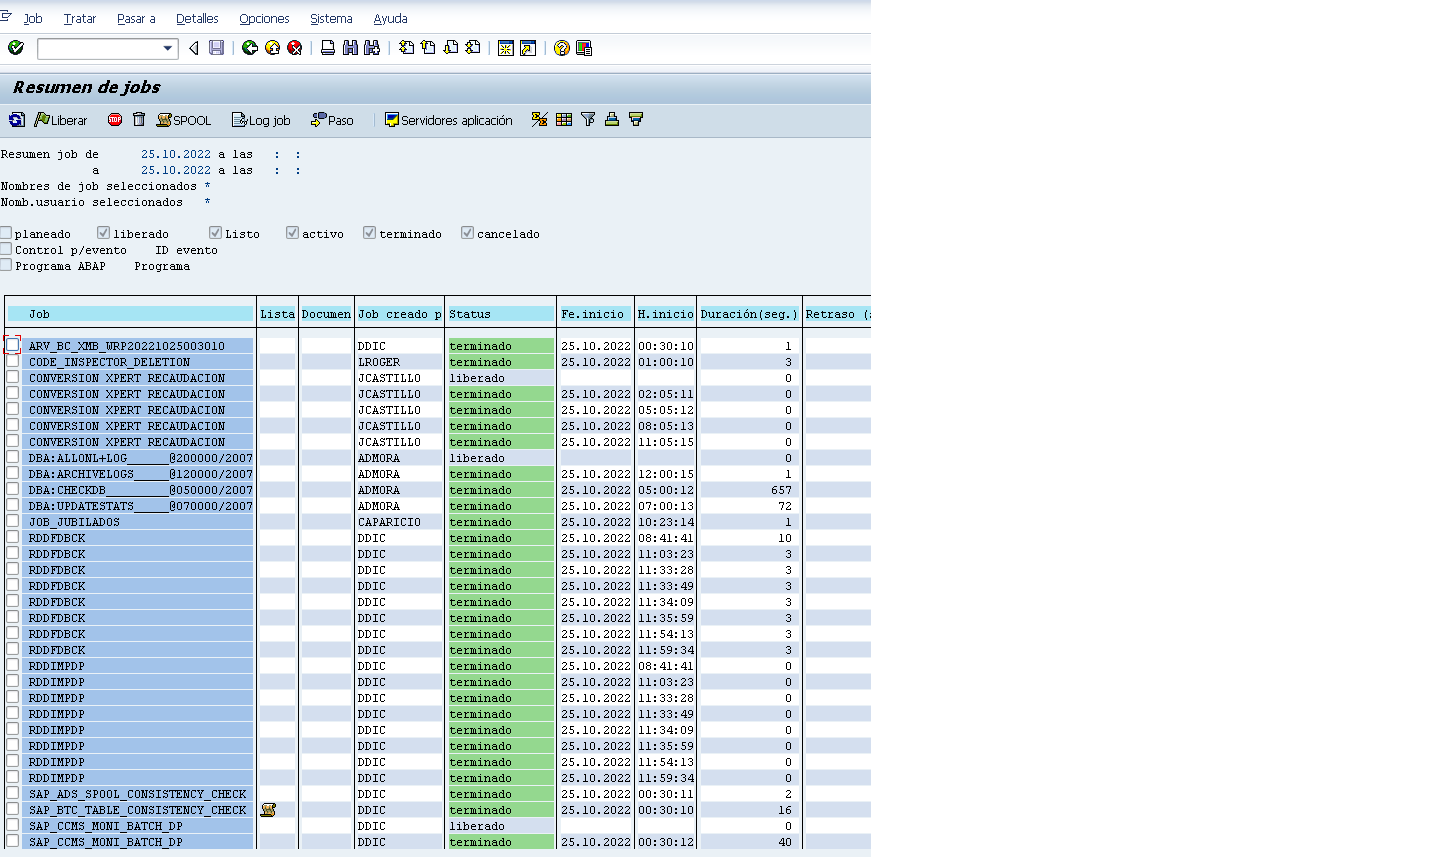 Job Tratar Pasar a Detalles Opciones Sistema Ayuda
Resumen de jobs
Liberar STOP SPOOL Log job Paso Servidores aplicación
Resumen job de 25.10.2022 a las : :
a 25.10.2022 a las : :
Nombres de job seleccionados *
Nomb.usuario seleccionados *
planeado liberado Listo activo terminado cancelado
Control p/evento ID evento
Programa ABAP Programa
Job Lista Documen Job creado p Status Fe.inicio H.inicio Duración(seg.) Retraso (
ARV_BC_XMB_WRP20221025003010 DDIC terminado 25.10.2022 00:30:10 1
CODE_INSPECTOR_DELETION LROGER terminado 25.10.2022 01:00:10 3
CONVERSION XPERT RECAUDACION JCASTILLO liberado 0
CONVERSION XPERT RECAUDACION JCASTILLO terminado 25.10.2022 02:05:11 0
CONVERSION XPERT RECAUDACION JCASTILLO terminado 25.10.2022 05:05:12 0
CONVERSION XPERT RECAUDACION JCASTILLO terminado 25.10.2022 08:05:13 0
CONVERSION XPERT RECAUDACION JCASTILLO terminado 25.10.2022 11:05:15 0
DBA:ALLONL+LOG______@200000/2007 ADMORA liberado 0
DBA:ARCHIVELOGS_____@120000/2007 ADMORA terminado 25.10.2022 12:00:15 1
DBA:CHECKDB_________@050000/2007 ADMORA terminado 25.10.2022 05:00:12 657
DBA:UPDATESTATS_____@070000/2007 ADMORA terminado 25.10.2022 07:00:13 72
JOB_JUBILADOS CAPARICIO terminado 25.10.2022 10:23:14 1
RDDFDBCK DDIC terminado 25.10.2022 08:41:41 10
RDDFDBCK DDIC terminado 25.10.2022 11:03:23 3
RDDFDBCK DDIC terminado 25.10.2022 11:33:28 3
RDDFDBCK DDIC terminado 25.10.2022 11:33:49 3
RDDFDBCK DDIC terminado 25.10.2022 11:34:09 3
RDDFDBCK DDIC terminado 25.10.2022 11:35:59 3
RDDFDBCK DDIC terminado 25.10.2022 11:54:13 3
RDDFDBCK DDIC terminado 25.10.2022 11:59:34 3
RDDIMPDP DDIC terminado 25.10.2022 08:41:41 0
RDDIMPDP DDIC terminado 25.10.2022 11:03:23 0
RDDIMPDP DDIC terminado 25.10.2022 11:33:28 0
RDDIMPDP DDIC terminado 25.10.2022 11:33:49 0
RDDIMPDP DDIC terminado 25.10.2022 11:34:09 0
RDDIMPDP DDIC terminado 25.10.2022 11:35:59 0
RDDIMPDP DDIC terminado 25.10.2022 11:54:13 0
RDDIMPDP DDIC terminado 25.10.2022 11:59:34 0
SAP_ADS_SPOOL_CONSISTENCY_CHECK DDIC terminado 25.10.2022 00:30:11 2
SAP_BTC_TABLE_CONSISTENCY_CHECK DDIC terminado 25.10.2022 00:30:10 16
SAP_CCMS_MONI_BATCH_DP DDIC liberado 0
SAP_CCMS_MONI_BATCH_DP DDIC terminado 25.10.2022 00:30:12 40